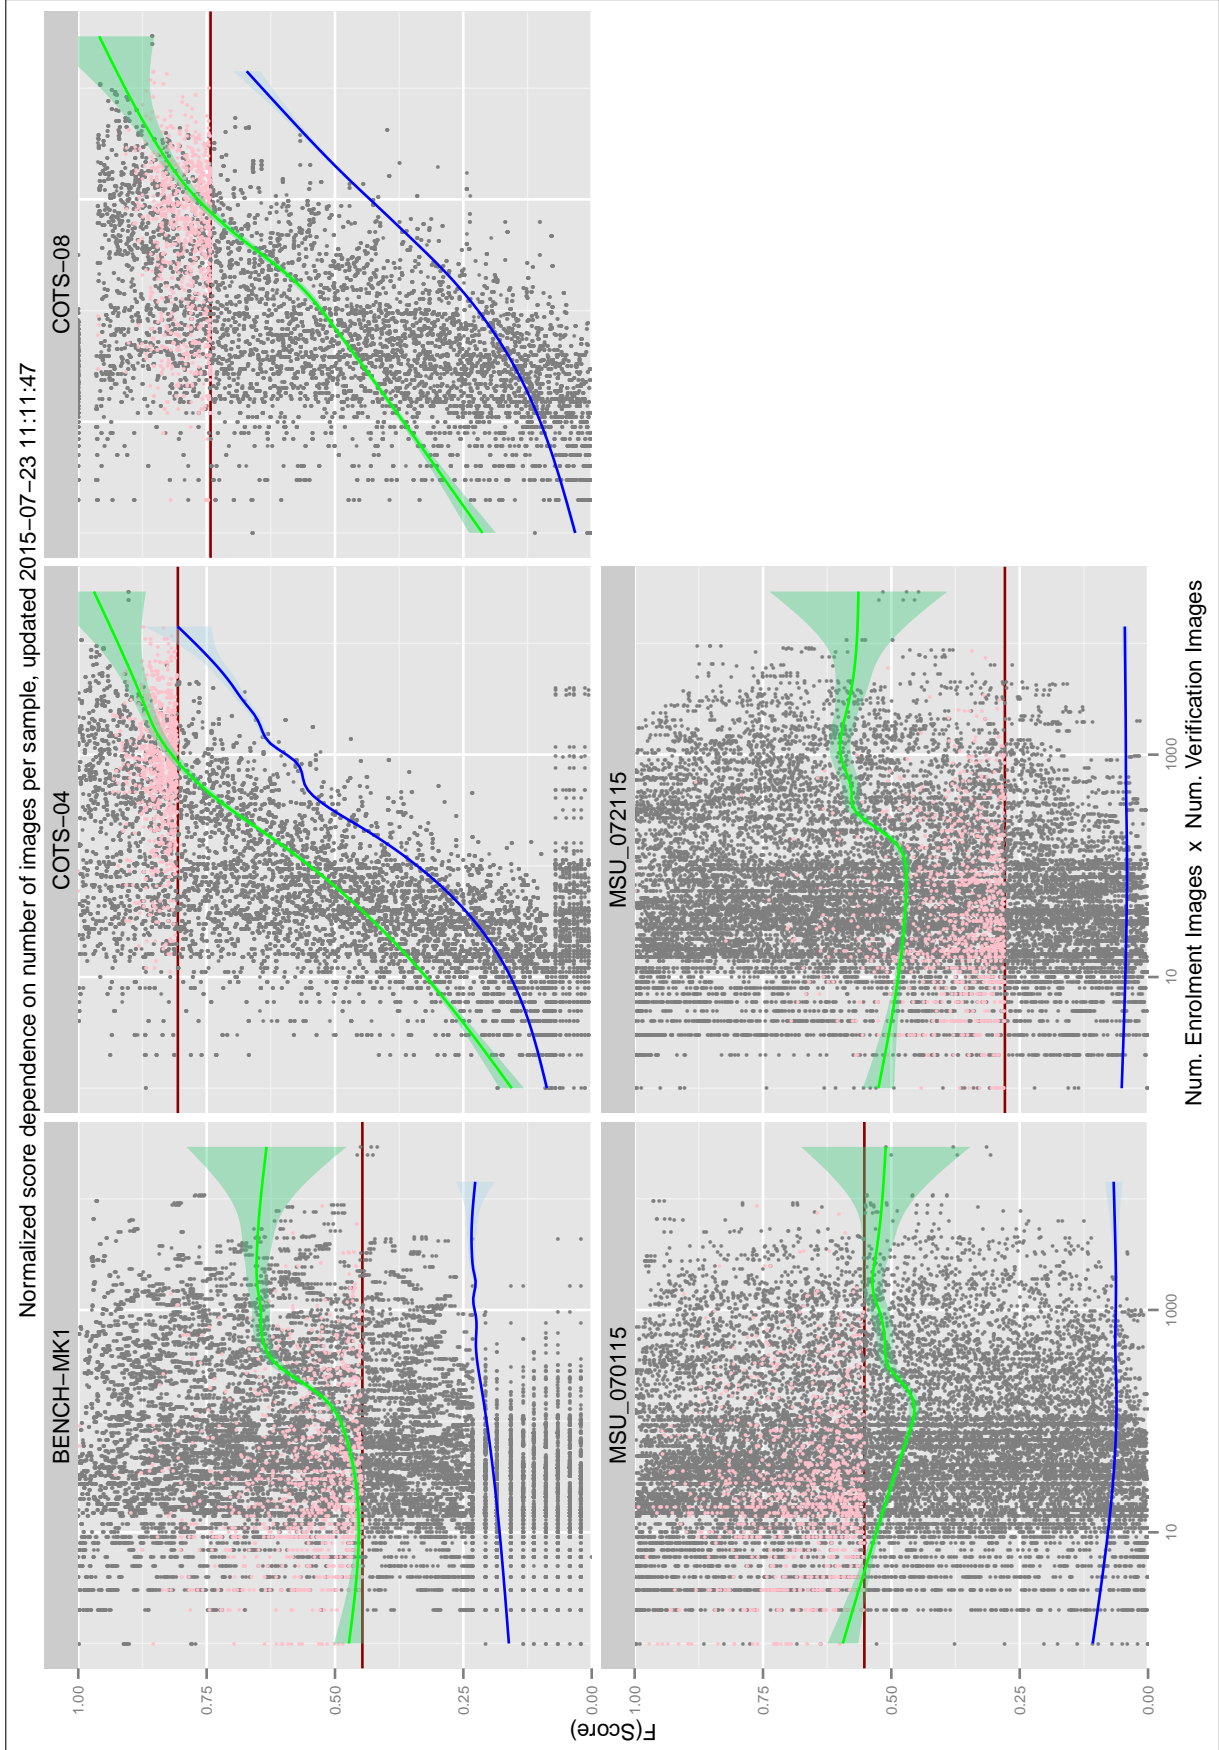 Normalized score dependence on number of images per sample, updated 2015−07−23 11:11:47
BENCH−MK1
COTS−04
COTS−08
1.00
0.75
0.50
0.25
0.00
MSU_070115
MSU_072115
1.00
0.75
0.50
0.25
0.00
10
1000
10
1000
F(Score)
Num. Enrolment Images x Num. Verification Images